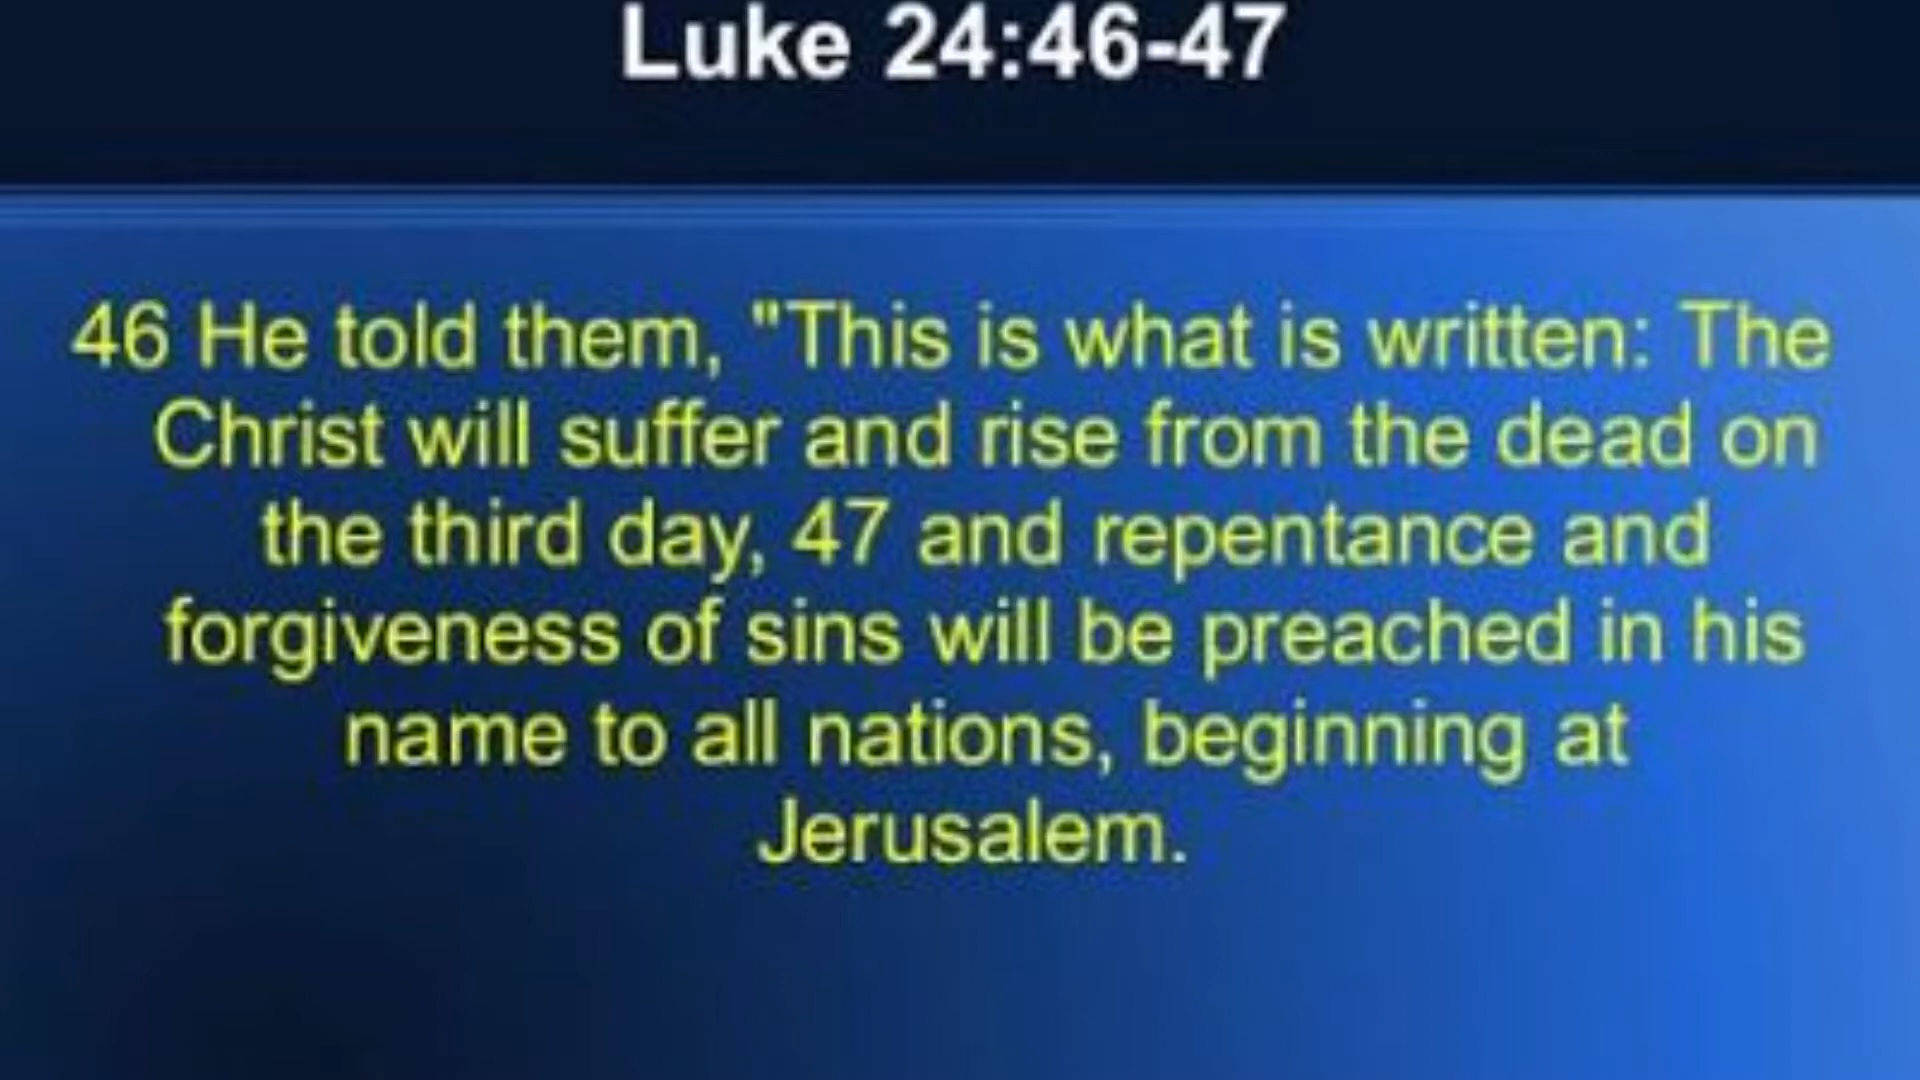 Luke 24:46-47
46 He told them, "This is what is written: The
Christ will suffer and rise from the dead on
the third day, 47 and repentance and
forgiveness of sins will be preached in his
name to all nations, beginning at
Jerusalem.